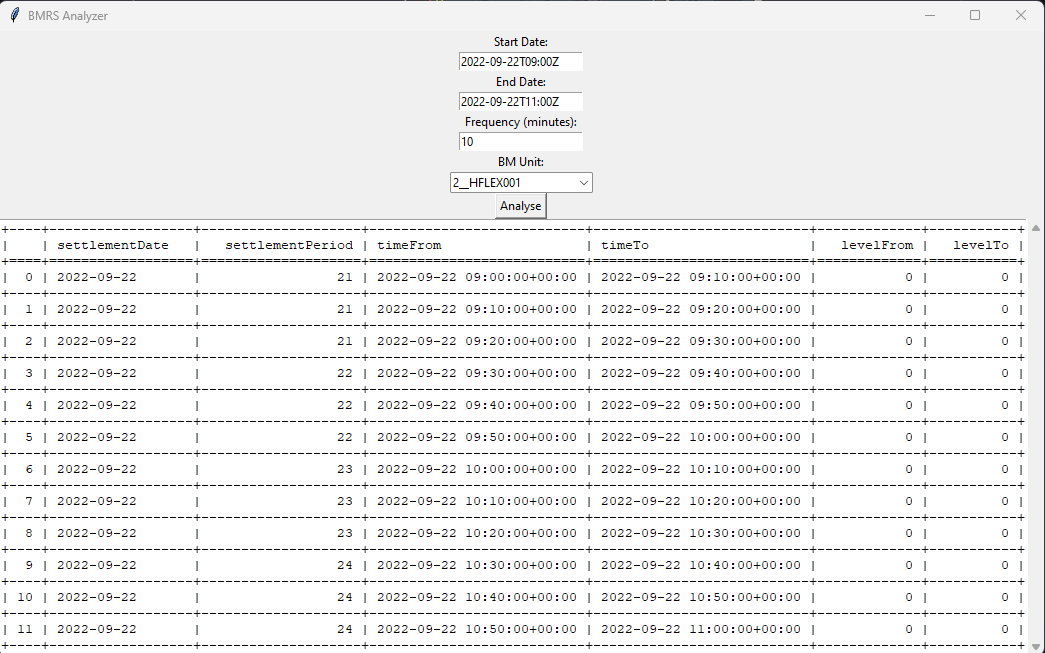 BMRS Analyzer
Start Date:
2022-09-22T09:00Z
End Date:
2022-09-22T11:00Z
Frequency (minutes):
10
BM Unit:
2__HFLEX001
Analyse
| | settlementDate | settlementPeriod | timeFrom | timeTo | levelFrom | levelTo |
| 0 | 2022-09-22 | 21 | 2022-09-22 09:00:00+00:00 | 2022-09-22 09:10:00+00:00 | 0 | 0 |
| 1 | 2022-09-22 | 21 | 2022-09-22 09:10:00+00:00 | 2022-09-22 09:20:00+00:00 | 0 | 0 |
| 2 | 2022-09-22 | 21 | 2022-09-22 09:20:00+00:00 | 2022-09-22 09:30:00+00:00 | 0 | 0 |
| 3 | 2022-09-22 | 22 | 2022-09-22 09:30:00+00:00 | 2022-09-22 09:40:00+00:00 | 0 | 0 |
| 4 | 2022-09-22 | 22 | 2022-09-22 09:40:00+00:00 | 2022-09-22 09:50:00+00:00 | 0 | 0 |
| 5 | 2022-09-22 | 22 | 2022-09-22 09:50:00+00:00 | 2022-09-22 10:00:00+00:00 | 0 | 0 |
| 6 | 2022-09-22 | 23 | 2022-09-22 10:00:00+00:00 | 2022-09-22 10:10:00+00:00 | 0 | 0 |
| 7 | 2022-09-22 | 23 | 2022-09-22 10:10:00+00:00 | 2022-09-22 10:20:00+00:00 | 0 | 0 |
| 8 | 2022-09-22 | 23 | 2022-09-22 10:20:00+00:00 | 2022-09-22 10:30:00+00:00 | 0 | 0 |
| 9 | 2022-09-22 | 24 | 2022-09-22 10:30:00+00:00 | 2022-09-22 10:40:00+00:00 | 0 | 0 |
| 10 | 2022-09-22 | 24 | 2022-09-22 10:40:00+00:00 | 2022-09-22 10:50:00+00:00 | 0 | 0 |
| 11 | 2022-09-22 | 24 | 2022-09-22 10:50:00+00:00 | 2022-09-22 11:00:00+00:00 | 0 | 0 |